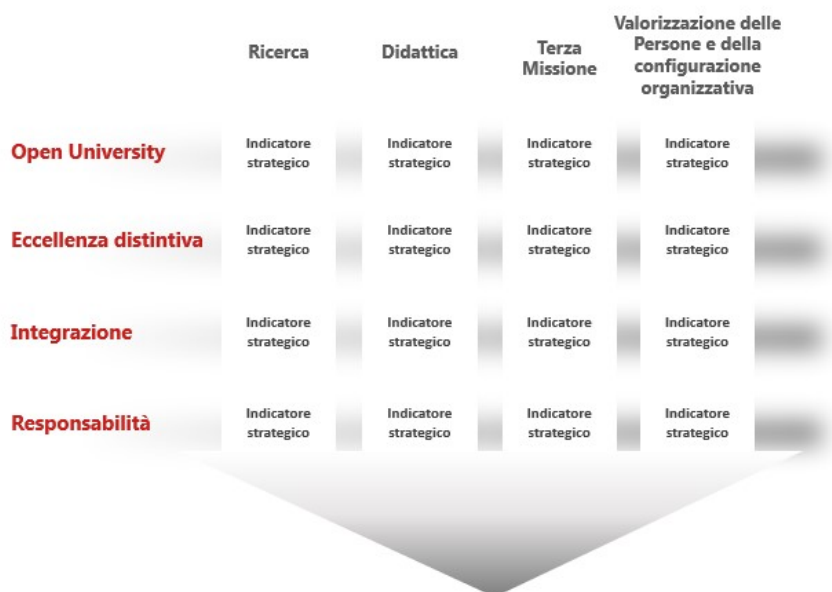 Ricerca
Didattica
Terza
Missione
Valorizzazione delle
Persone e della
configurazione
organizzativa
Open University
Indicatore
strategico
Indicatore
strategico
Indicatore
strategico
Indicatore
strategico
Eccellenza distintiva
Indicatore
strategico
Indicatore
strategico
Indicatore
strategico
Indicatore
strategico
Integrazione
Indicatore
strategico
Indicatore
strategico
Indicatore
strategico
Indicatore
strategico
Responsabilità
Indicatore
strategico
Indicatore
strategico
Indicatore
strategico
Indicatore
strategico